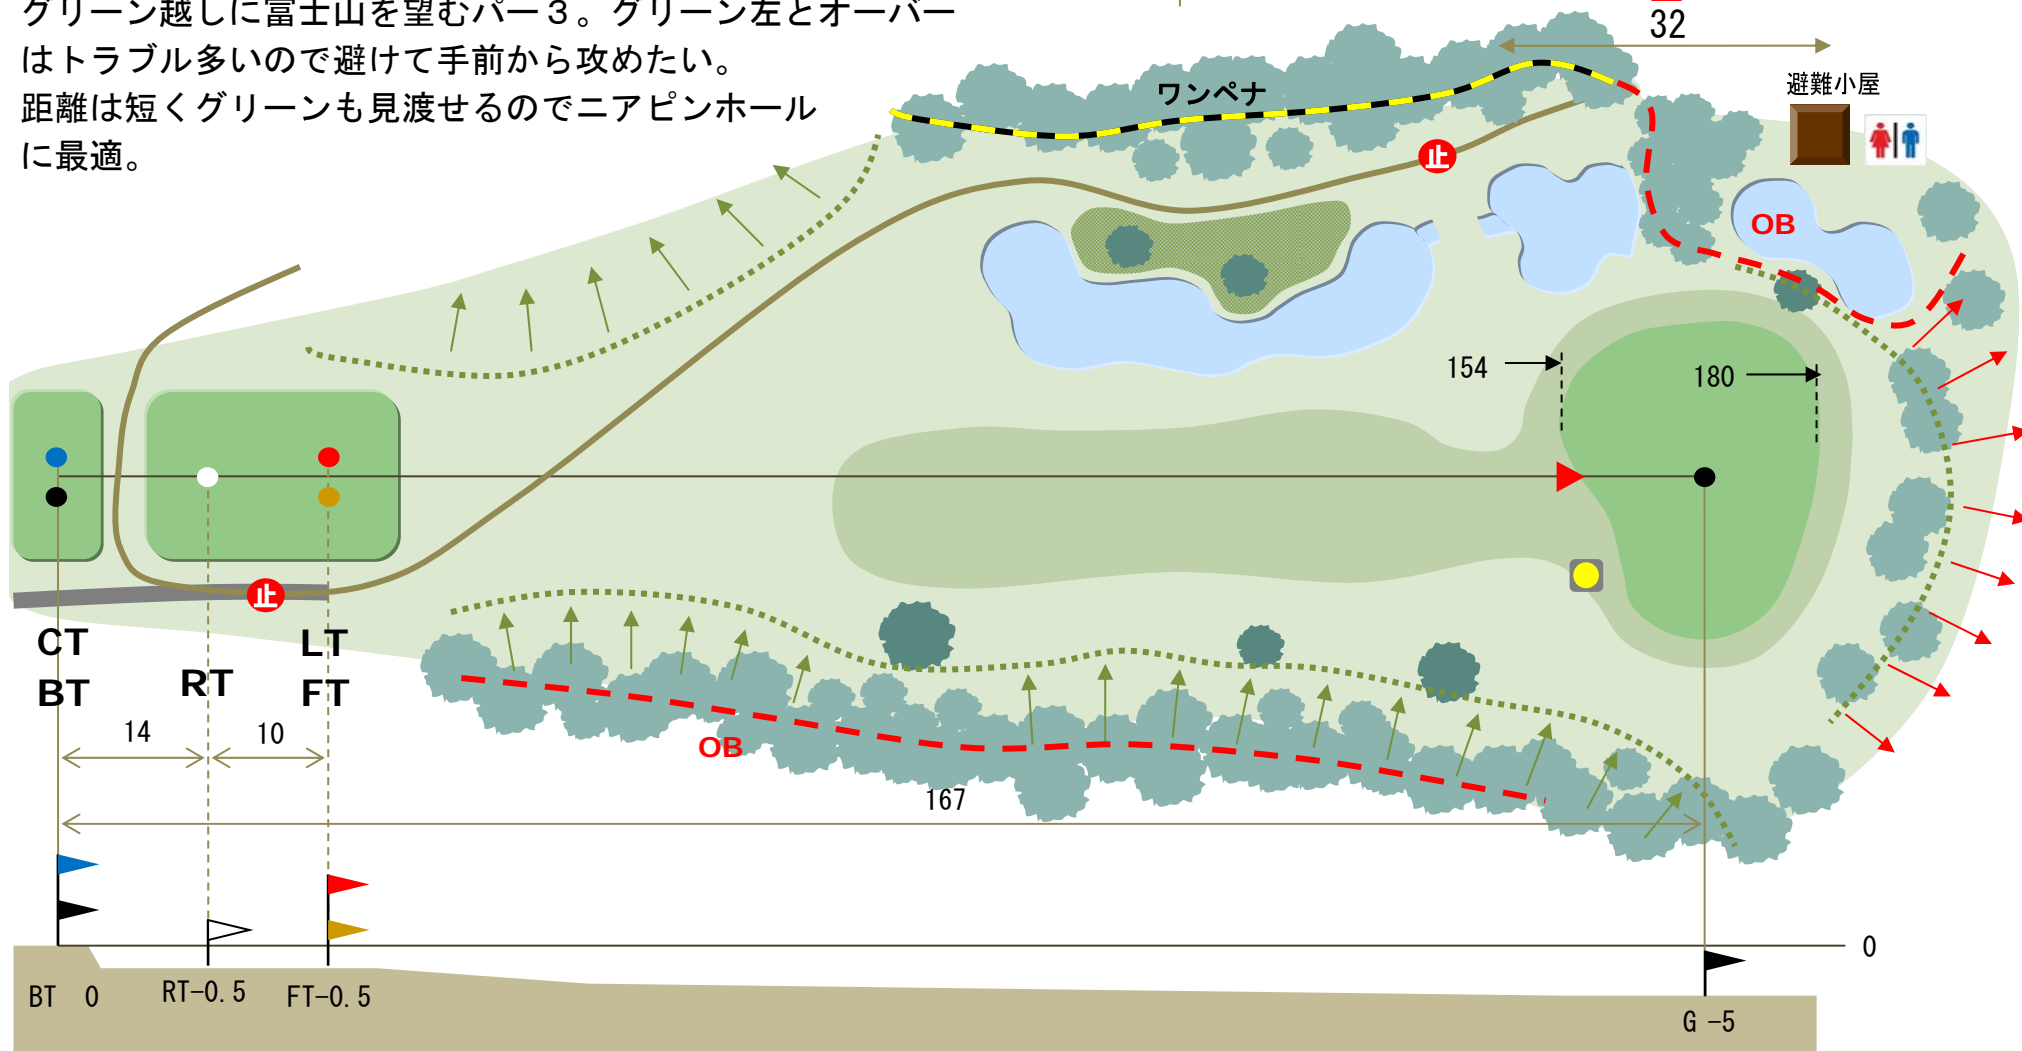 グリーン越しに富士山を望むパー3。グリーン左とオーバー
はトラブル多いので避けて手前から攻めたい。
距離は短くグリーンも見渡せるのでニアピンホール
に最適。
32
避難小屋
ワンペナ
止
OB
154
180
止
CT
BT
RT
LT
FT
14
10
OB
167
0
BT 0
RT-0.5
FT-0.5
G -5